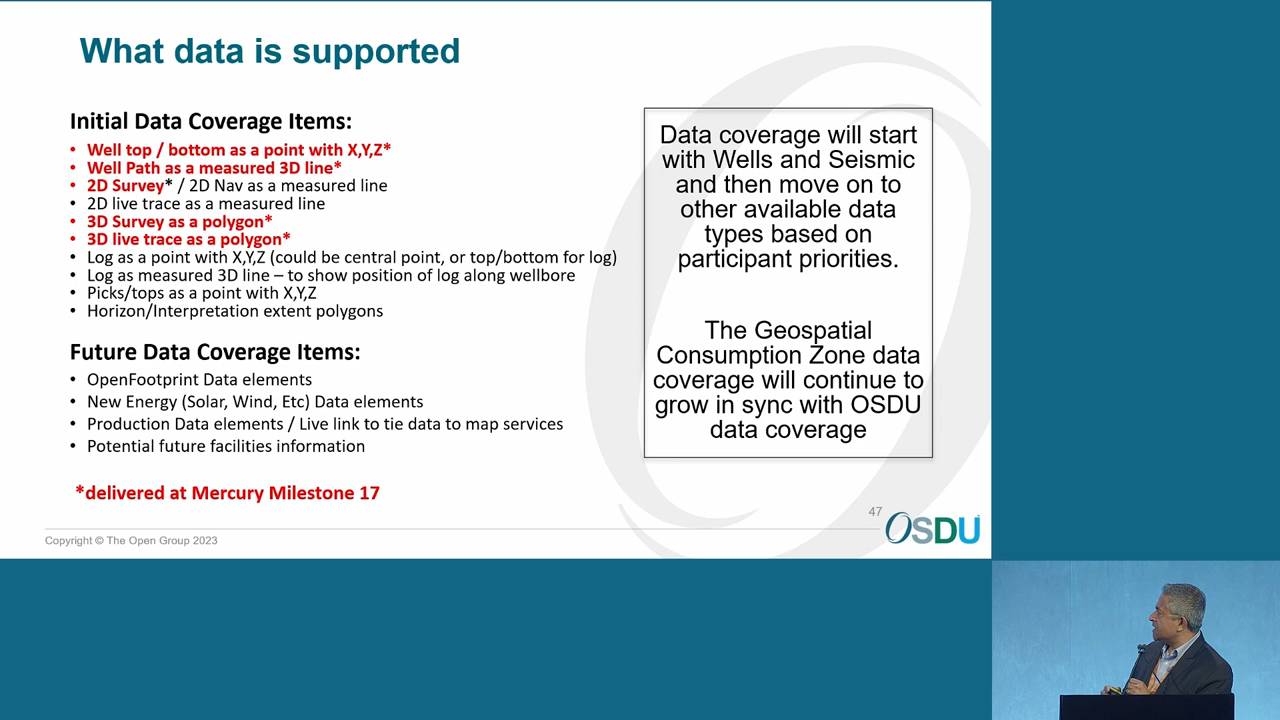 What data is supported
Initial Data Coverage Items:
• Well top / bottom as a point with X,Y,Z*
• Well Path as a measured 3D line*
• 2D Survey* / 2D Nav as a measured line
• 2D live trace as a measured line
• 3D Survey as a polygon*
• 3D live trace as a polygon*
• Log as a point with X,Y,Z (could be central point, or top/bottom for log)
• Log as measured 3D line – to show position of log along wellbore
• Picks/tops as a point with X,Y,Z
• Horizon/Interpretation extent polygons
Future Data Coverage Items:
• OpenFootprint Data elements
• New Energy (Solar, Wind, Etc) Data elements
• Production Data elements / Live link to tie data to map services
• Potential future facilities information
*delivered at Mercury Milestone 17
Data coverage will start
with Wells and Seismic
and then move on to
other available data
types based on
participant priorities.
The Geospatial
Consumption Zone data
coverage will continue to
grow in sync with OSDU
data coverage
47
OSDU
Copyright © The Open Group 2023